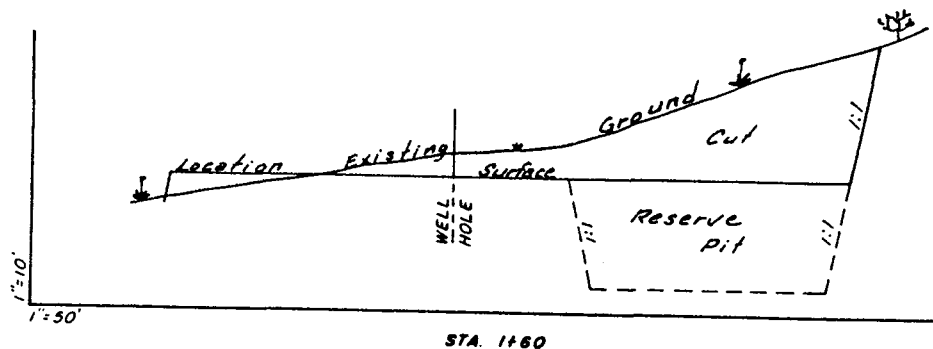 Ground
Cut
1:1
Existing
Location
Surface
WELL HOLE
Reserve
Pit
1:1
1:1
1"=10'
1"=50'
STA. 1+60